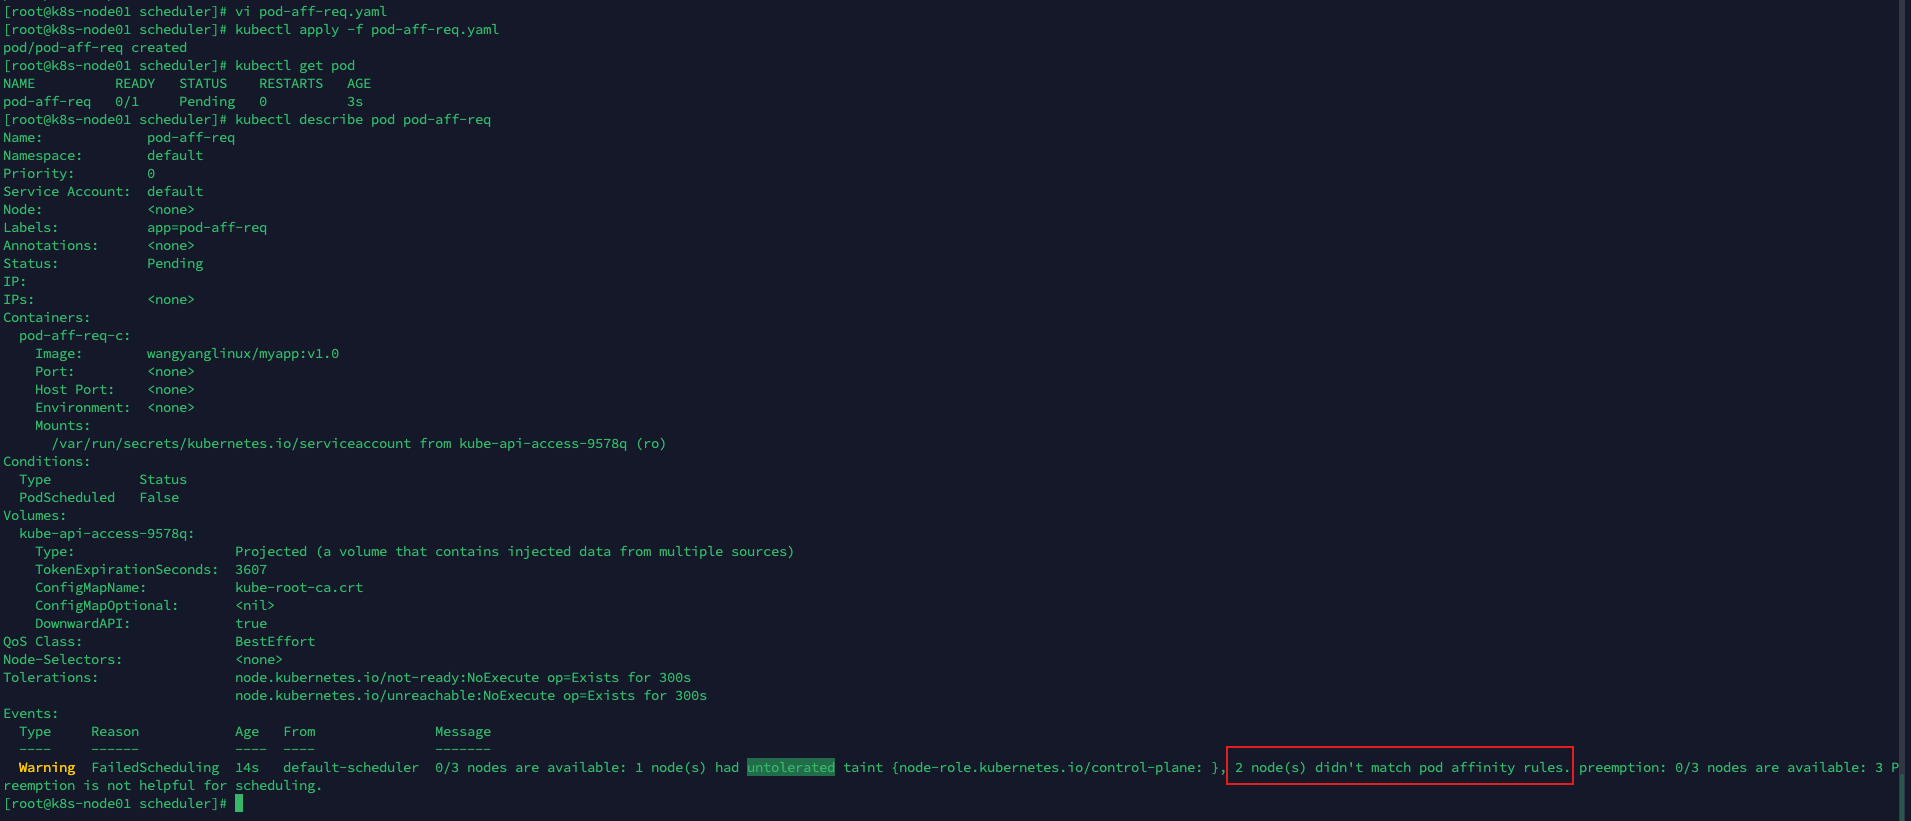 [root@k8s-node01 scheduler]# vi pod-aff-req.yaml
[root@k8s-node01 scheduler]# kubectl apply -f pod-aff-req.yaml
pod/pod-aff-req created
[root@k8s-node01 scheduler]# kubectl get pod
NAME          READY   STATUS    RESTARTS   AGE
pod-aff-req   0/1     Pending   0          3s
[root@k8s-node01 scheduler]# kubectl describe pod pod-aff-req
Name:             pod-aff-req
Namespace:        default
Priority:         0
Service Account:  default
Node:             <none>
Labels:           app=pod-aff-req
Annotations:      <none>
Status:           Pending
IP:
IPs:              <none>
Containers:
  pod-aff-req-c:
    Image:        wangyanglinux/myapp:v1.0
    Port:         <none>
    Host Port:    <none>
    Environment:  <none>
    Mounts:
      /var/run/secrets/kubernetes.io/serviceaccount from kube-api-access-9578q (ro)
Conditions:
  Type           Status
  PodScheduled   False
Volumes:
  kube-api-access-9578q:
    Type:                    Projected (a volume that contains injected data from multiple sources)
    TokenExpirationSeconds:  3607
    ConfigMapName:           kube-root-ca.crt
    ConfigMapOptional:       <nil>
    DownwardAPI:             true
QoS Class:                   BestEffort
Node-Selectors:              <none>
Tolerations:                 node.kubernetes.io/not-ready:NoExecute op=Exists for 300s
                             node.kubernetes.io/unreachable:NoExecute op=Exists for 300s
Events:
  Type     Reason            Age   From               Message
  ----     ------            ----  ----               -------
  Warning  FailedScheduling  14s   default-scheduler  0/3 nodes are available: 1 node(s) had untolerated taint {node-role.kubernetes.io/control-plane: }, 2 node(s) didn't match pod affinity rules. preemption: 0/3 nodes are available: 3 P
reemption is not helpful for scheduling.
[root@k8s-node01 scheduler]#